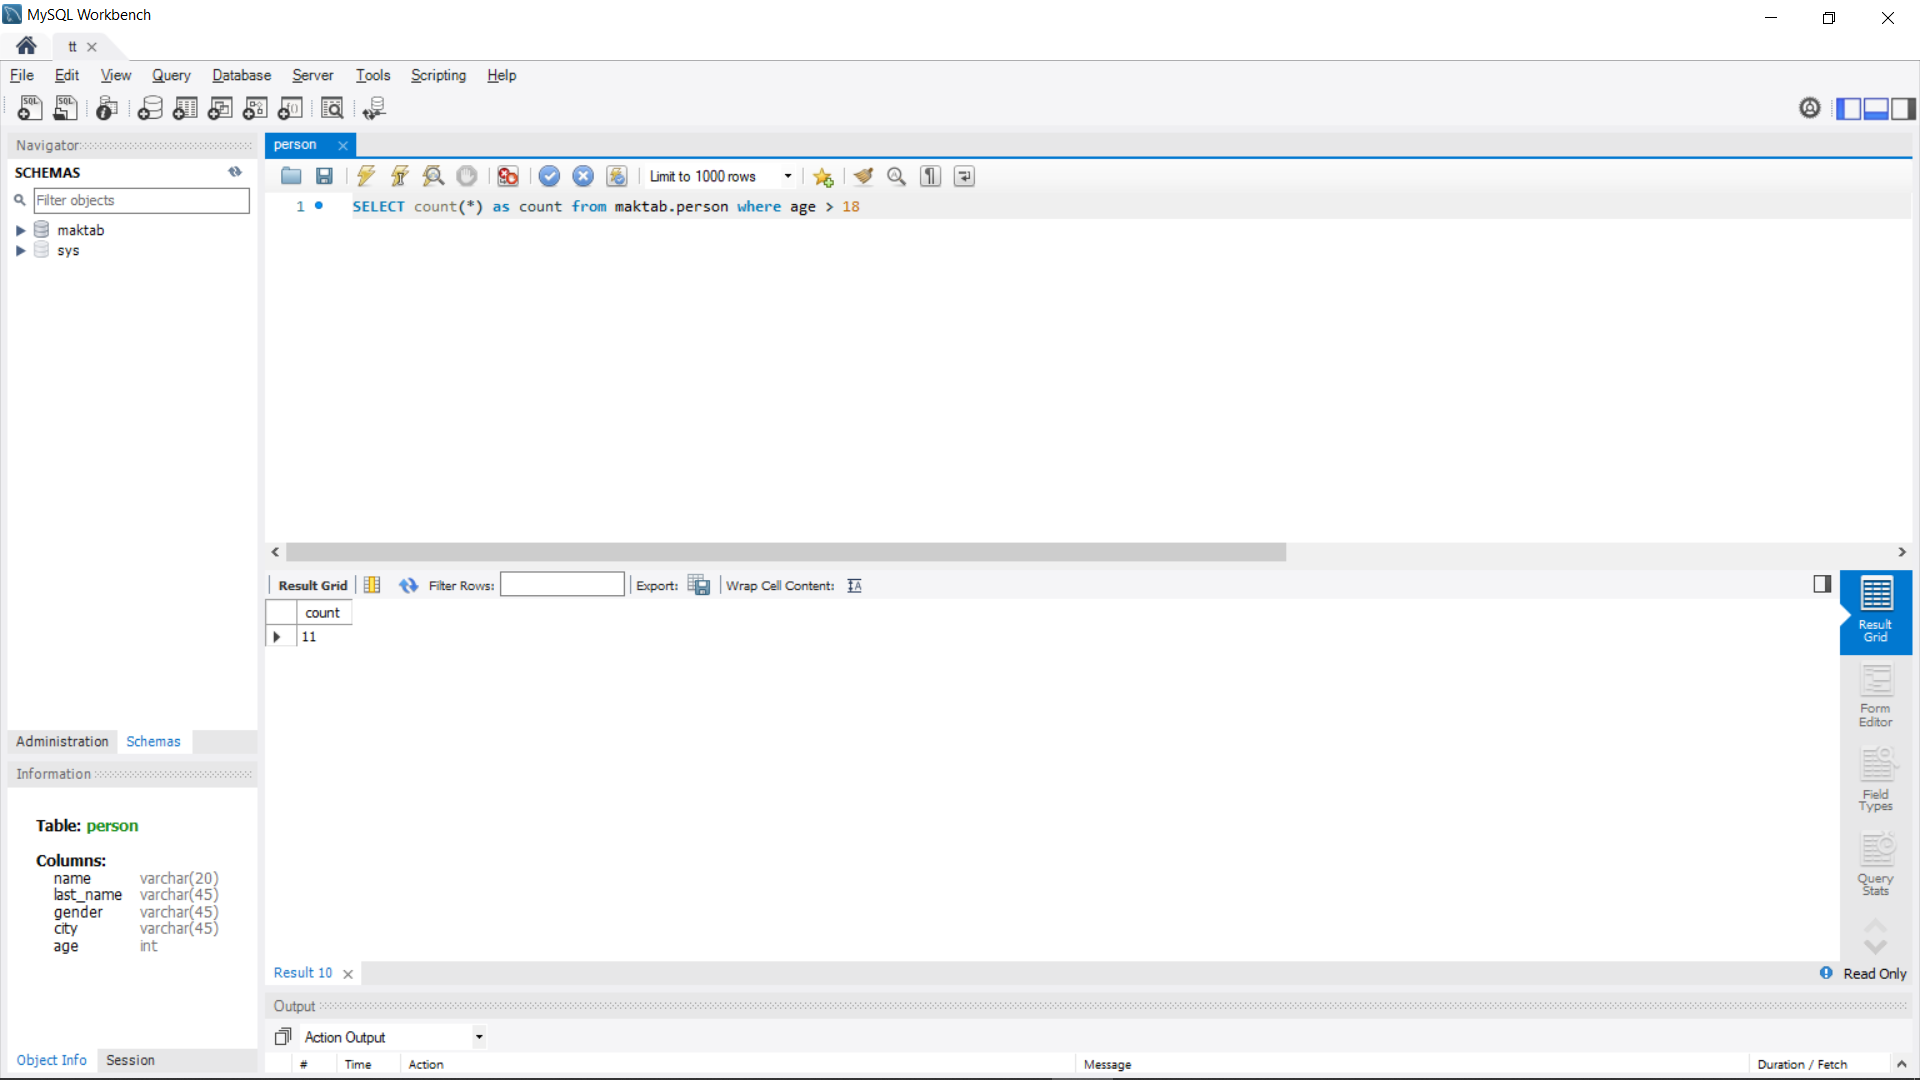 MySQL Workbench
tt
File Edit View Query Database Server Tools Scripting Help
Navigator
person
SCHEMAS
Limit to 1000 rows
Filter objects
1 SELECT count(*) as count from maktab.person where age > 18
maktab
sys
Result Grid Filter Rows: Export: Wrap Cell Content:
count
11
Result
Grid
Form
Editor
Field
Types
Query
Stats
Administration Schemas
Information
Table: person
Columns:
name varchar(20)
last_name varchar(45)
gender varchar(45)
city varchar(45)
age int
Result 10
Read Only
Output
Action Output
Object Info Session
# Time Action Message Duration / Fetch